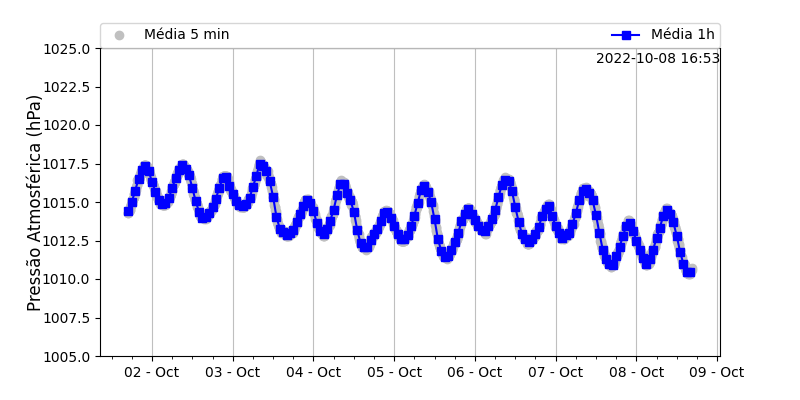 Média 5 min
Média 1h
2022-10-08 16:53
Pressão Atmosférica (hPa)
1025.0
1022.5
1020.0
1017.5
1015.0
1012.5
1010.0
1007.5
1005.0
02 - Oct
03 - Oct
04 - Oct
05 - Oct
06 - Oct
07 - Oct
08 - Oct
09 - Oct